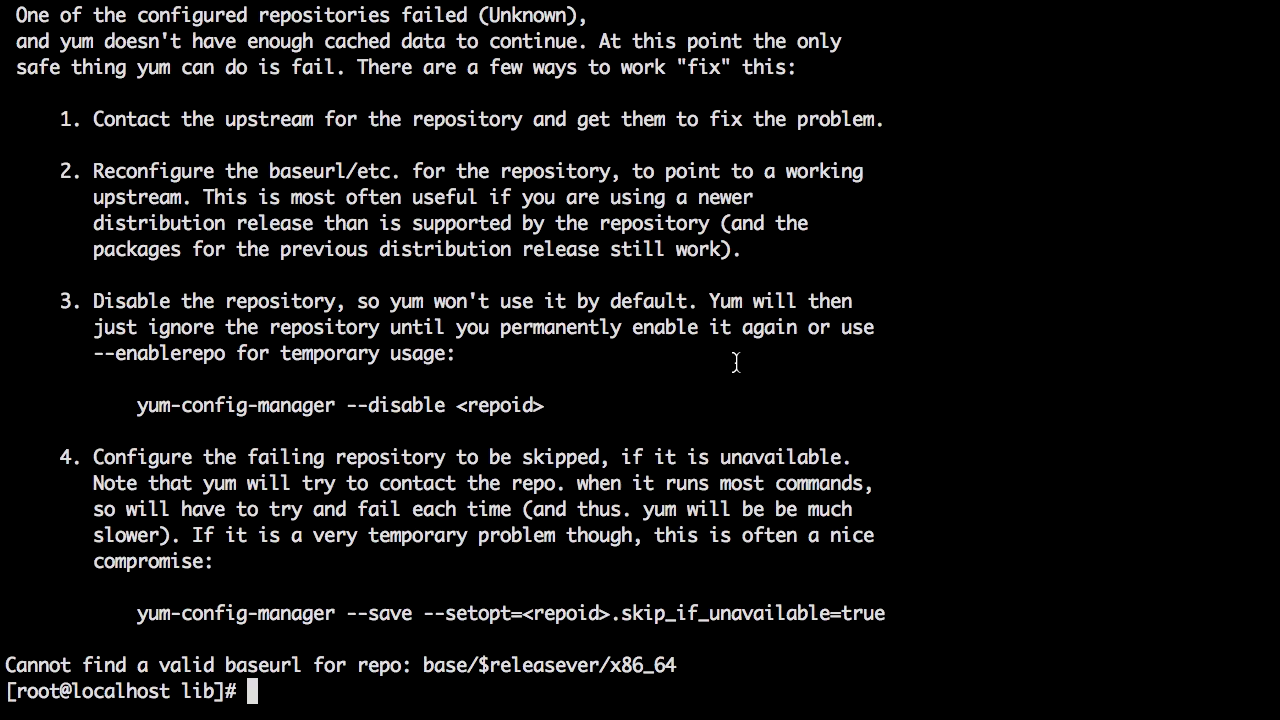 One of the configured repositories failed (Unknown),
and yum doesn't have enough cached data to continue. At this point the only
safe thing yum can do is fail. There are a few ways to work "fix" this:
1. Contact the upstream for the repository and get them to fix the problem.
2. Reconfigure the baseurl/etc. for the repository, to point to a working
upstream. This is most often useful if you are using a newer
distribution release than is supported by the repository (and the
packages for the previous distribution release still work).
3. Disable the repository, so yum won't use it by default. Yum will then
just ignore the repository until you permanently enable it again or use
--enablerepo for temporary usage:
yum-config-manager --disable <repoid>
4. Configure the failing repository to be skipped, if it is unavailable.
Note that yum will try to contact the repo. when it runs most commands,
so will have to try and fail each time (and thus. yum will be be much
slower). If it is a very temporary problem though, this is often a nice
compromise:
yum-config-manager --save --setopt=<repoid>.skip_if_unavailable=true
Cannot find a valid baseurl for repo: base/$releasever/x86_64
[root@localhost lib]#